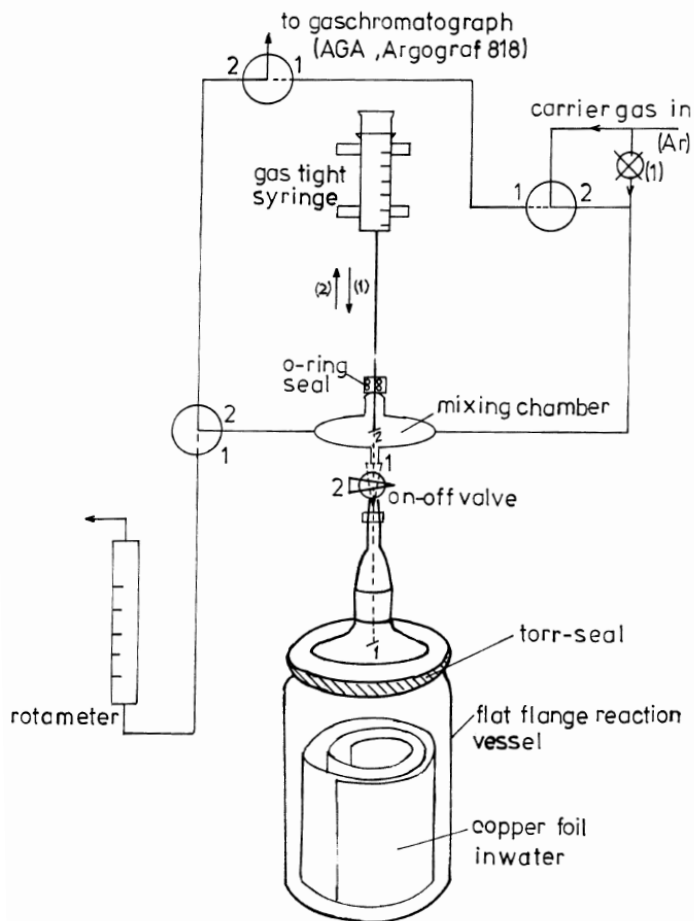 to gaschromatograph
(AGA ,Argograf 818)
2
1
carrier gas in
(Ar)
(1)
gas tight
syringe
1
2
(2)
(1)
o-ring
seal
mixing chamber
2
2
1
1
2
on-off valve
torr-seal
1
rotameter
flat flange reaction
vessel
copper foil
inwater